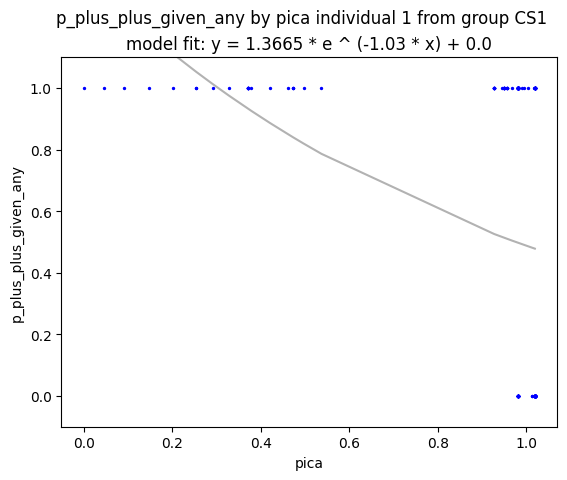 p_plus_plus_given_any by pica individual 1 from group CS1
model fit: y = 1.3665 * e ^ (-1.03 * x) + 0.0
p_plus_plus_given_any
1.0
0.8
0.6
0.4
0.2
0.0
0.0 0.2 0.4 0.6 0.8 1.0
pica